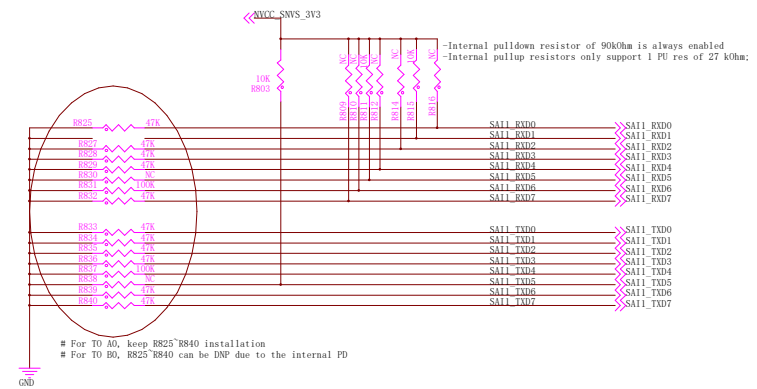 NVCC_SNVS_3V3
-Internal pulldown resistor of 90kOhm is always enabled
-Internal pullup resistors only support 1 PU res of 27 kOhm;
10K
R803
NC
NC
10K
NC
NC
10K
NC
R809
R810
R811
R812
R814
R815
R816
R825 47K SAI1_RXD0 SAI1_RXD0
SAI1_RXD1 SAI1_RXD1
R827 47K SAI1_RXD2 SAI1_RXD2
R828 47K SAI1_RXD3 SAI1_RXD3
R829 47K SAI1_RXD4 SAI1_RXD4
R830 NC SAI1_RXD5 SAI1_RXD5
R831 100K SAI1_RXD6 SAI1_RXD6
R832 47K SAI1_RXD7 SAI1_RXD7
R833 47K SAI1_TXD0 SAI1_TXD0
R834 47K SAI1_TXD1 SAI1_TXD1
R835 47K SAI1_TXD2 SAI1_TXD2
R836 47K SAI1_TXD3 SAI1_TXD3
R837 100K SAI1_TXD4 SAI1_TXD4
R838 NC SAI1_TXD5 SAI1_TXD5
R839 47K SAI1_TXD6 SAI1_TXD6
R840 47K SAI1_TXD7 SAI1_TXD7
# For TO A0, keep R825~R840 installation
# For TO B0, R825~R840 can be DNP due to the internal PD
GND